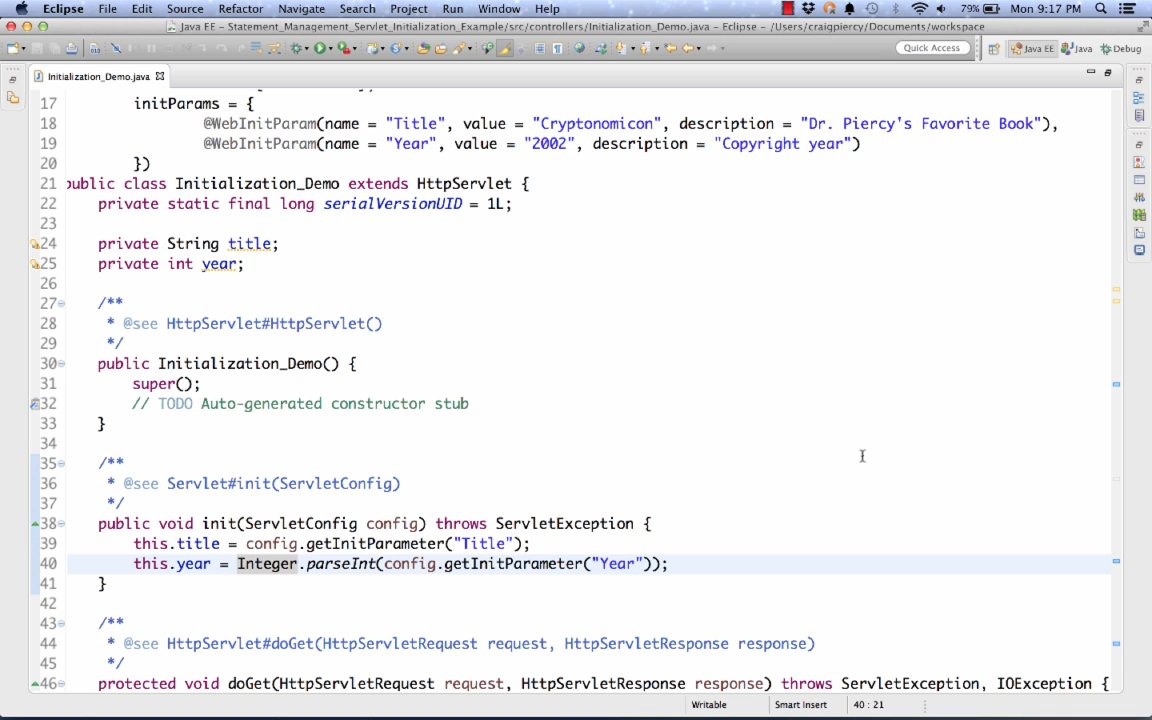 Eclipse File Edit Source Refactor Navigate Search Project Run Window Help 79% Mon 9:17 PM
Java EE - Statement_Management_Servlet_Initialization_Example/src/controllers/Initialization_Demo.java - Eclipse - /Users/craigpiercy/Documents/workspace
Quick Access Java EE Java Debug
Initialization_Demo.java
17 initParams = {
18 @WebInitParam(name = "Title", value = "Cryptonomicon", description = "Dr. Piercy's Favorite Book"),
19 @WebInitParam(name = "Year", value = "2002", description = "Copyright year")
20 })
21 public class Initialization_Demo extends HttpServlet {
22 private static final long serialVersionUID = 1L;
23
24 private String title;
25 private int year;
26
27 /**
28 * @see HttpServlet#HttpServlet()
29 */
30 public Initialization_Demo() {
31 super();
32 // TODO Auto-generated constructor stub
33 }
34
35 /**
36 * @see Servlet#init(ServletConfig)
37 */
38 public void init(ServletConfig config) throws ServletException {
39 this.title = config.getInitParameter("Title");
40 this.year = Integer.parseInt(config.getInitParameter("Year"));
41 }
42
43 /**
44 * @see HttpServlet#doGet(HttpServletRequest request, HttpServletResponse response)
45 */
46 protected void doGet(HttpServletRequest request, HttpServletResponse response) throws ServletException, IOException {
Writable Smart Insert 40 : 21